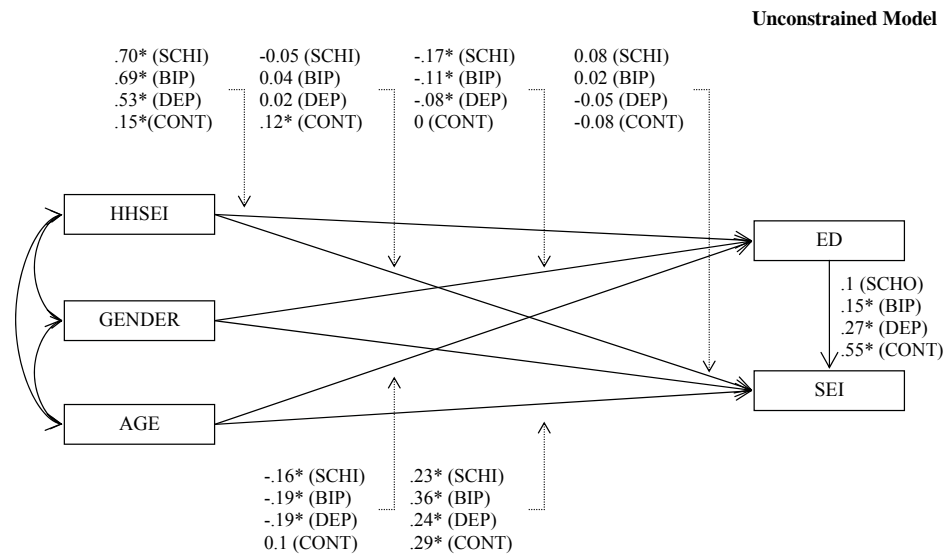 Unconstrained Model
.70* (SCHI)
.69* (BIP)
.53* (DEP)
.15*(CONT)
-0.05 (SCHI)
0.04 (BIP)
0.02 (DEP)
.12* (CONT)
-.17* (SCHI)
-.11* (BIP)
-.08* (DEP)
0 (CONT)
0.08 (SCHI)
0.02 (BIP)
-0.05 (DEP)
-0.08 (CONT)
HHSEI
GENDER
AGE
ED
.1 (SCHO)
.15* (BIP)
.27* (DEP)
.55* (CONT)
SEI
-.16* (SCHI)
-.19* (BIP)
-.19* (DEP)
0.1 (CONT)
.23* (SCHI)
.36* (BIP)
.24* (DEP)
.29* (CONT)